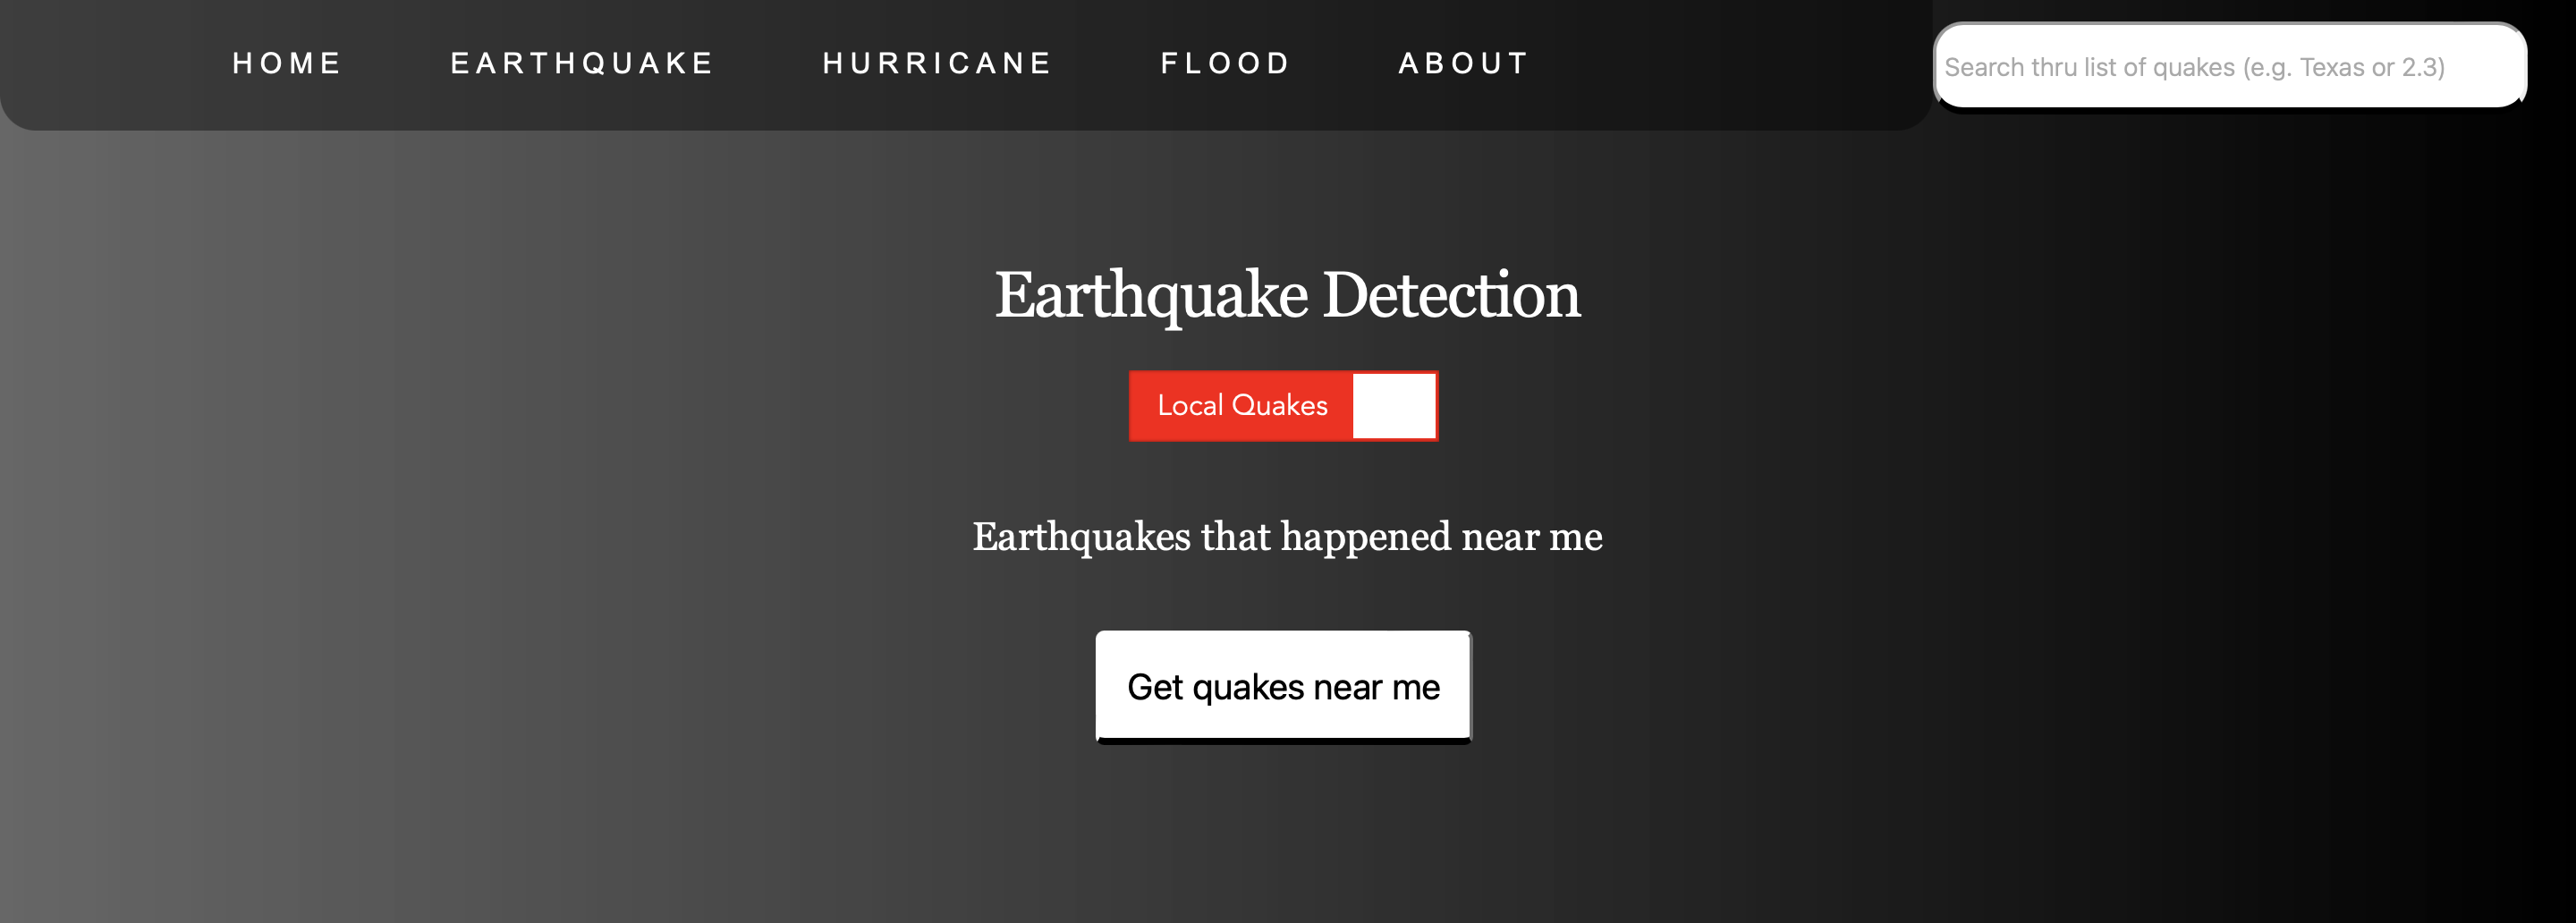 HOME EARTHQUAKE HURRICANE FLOOD ABOUT
Search thru list of quakes (e.g. Texas or 2.3)
Earthquake Detection
Local Quakes
Earthquakes that happened near me
Get quakes near me